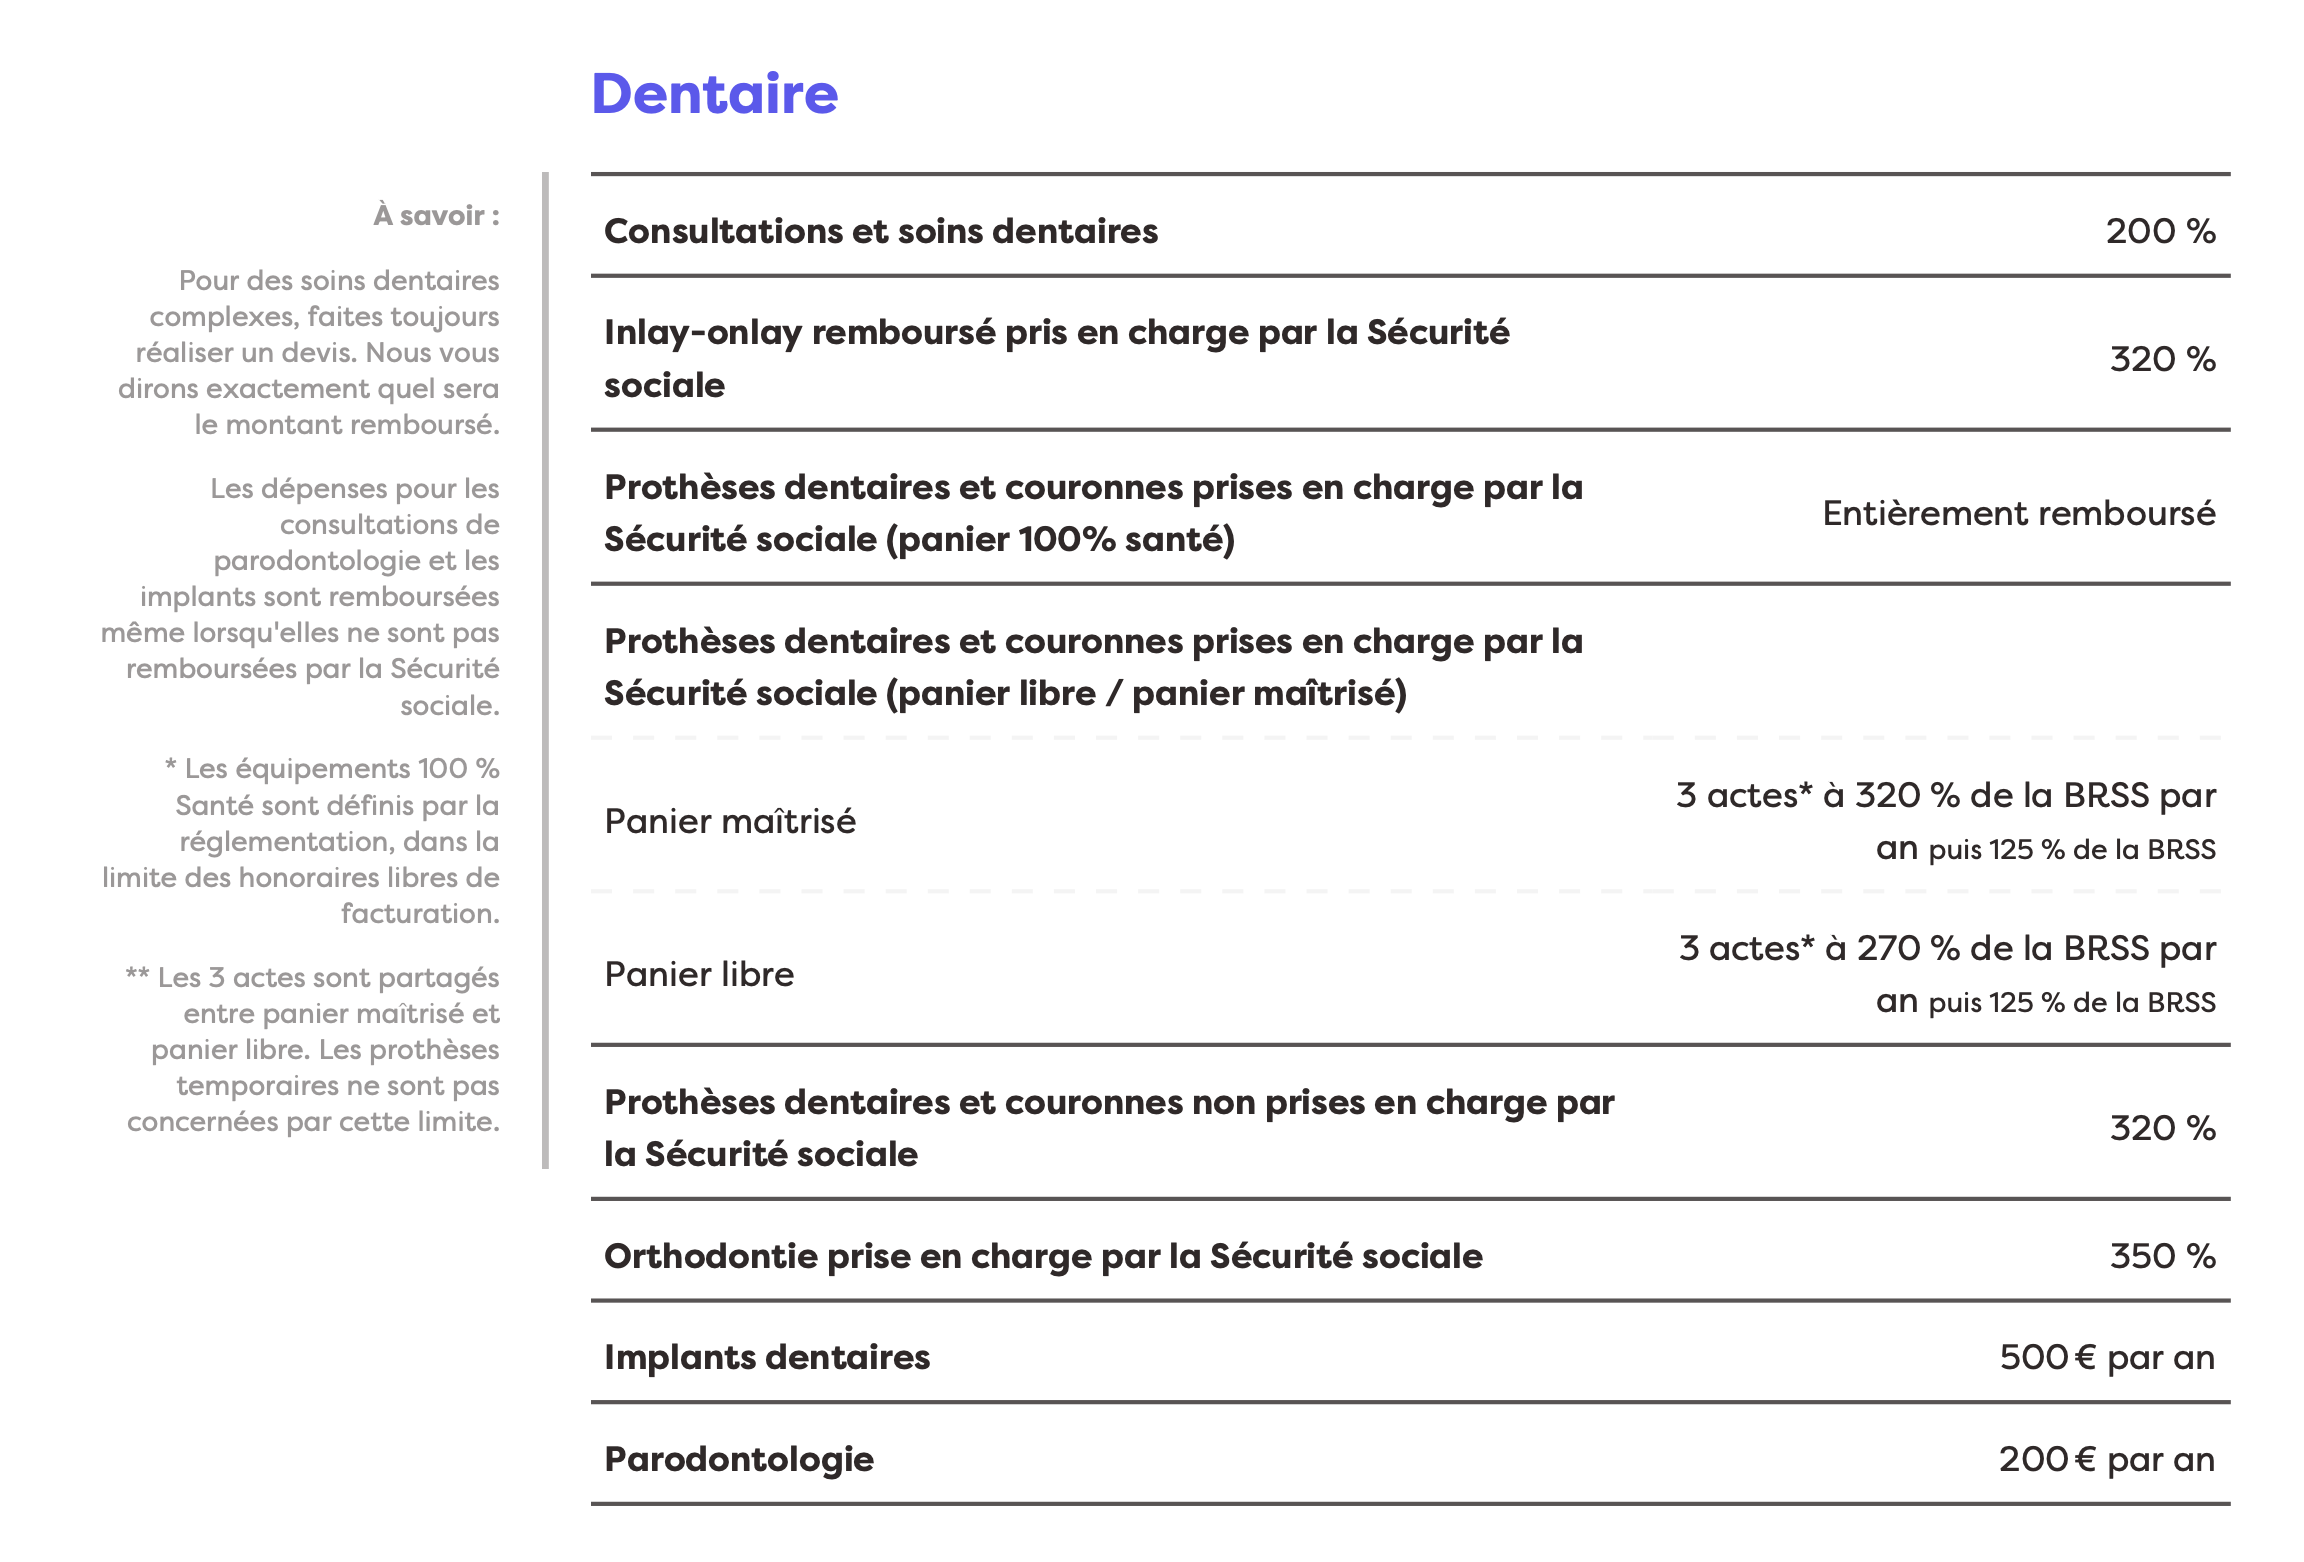 Dentaire
À savoir :
Pour des soins dentaires
complexes, faites toujours
réaliser un devis. Nous vous
dirons exactement quel sera
le montant remboursé.
Les dépenses pour les
consultations de
parodontologie et les
implants sont remboursées
même lorsqu'elles ne sont pas
remboursées par la Sécurité
sociale.
* Les équipements 100 %
Santé sont définis par la
réglementation, dans la
limite des honoraires libres de
facturation.
** Les 3 actes sont partagés
entre panier maîtrisé et
panier libre. Les prothèses
temporaires ne sont pas
concernées par cette limite.
Consultations et soins dentaires 200 %
Inlay-onlay remboursé pris en charge par la Sécurité
sociale
320 %
Prothèses dentaires et couronnes prises en charge par la
Sécurité sociale (panier 100% santé)
Entièrement remboursé
Prothèses dentaires et couronnes prises en charge par la
Sécurité sociale (panier libre / panier maîtrisé)
Panier maîtrisé
3 actes* à 320 % de la BRSS par
an puis 125 % de la BRSS
Panier libre
3 actes* à 270 % de la BRSS par
an puis 125 % de la BRSS
Prothèses dentaires et couronnes non prises en charge par
la Sécurité sociale
320 %
Orthodontie prise en charge par la Sécurité sociale 350 %
Implants dentaires 500 € par an
Parodontologie 200 € par an